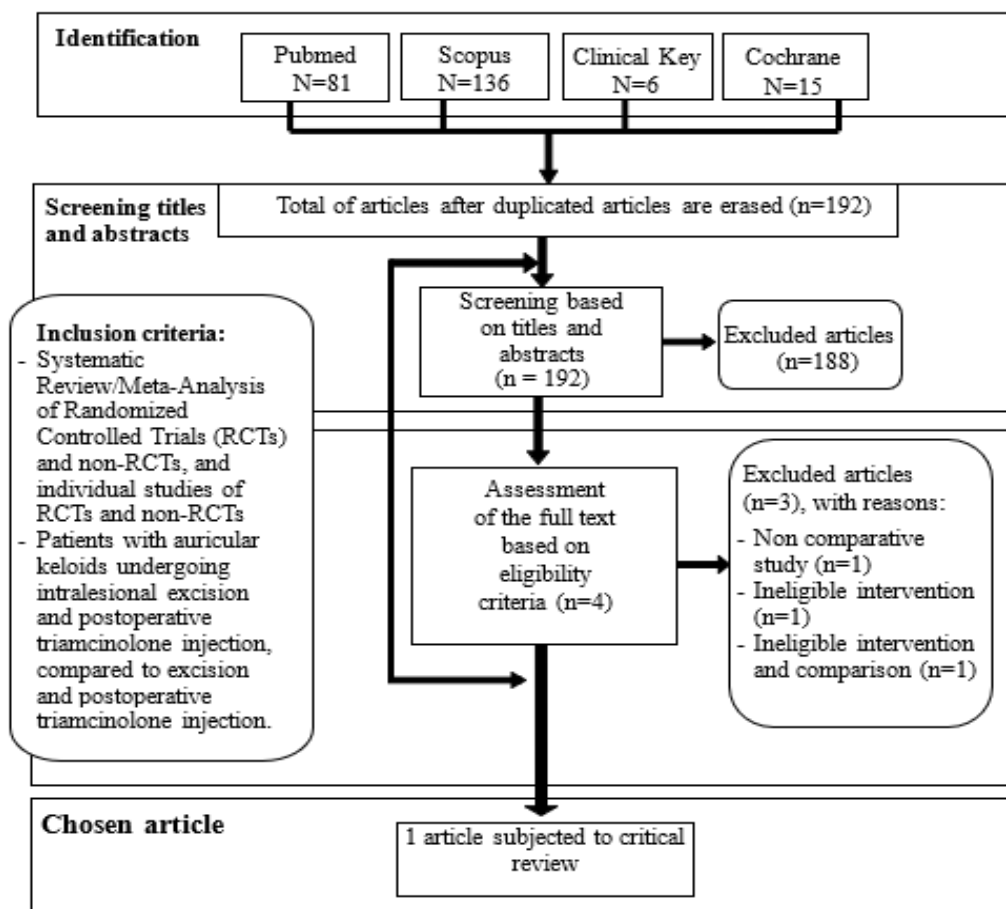 Identification
Pubmed
N=81
Scopus
N=136
Clinical Key
N=6
Cochrane
N=15
Screening titles
and abstracts
Total of articles after duplicated articles are erased (n=192)
Screening based
on titles and
abstracts
(n = 192)
Excluded articles
(n=188)
Inclusion criteria:
- Systematic
Review/Meta-Analysis
of Randomized
Controlled Trials (RCTs)
and non-RCTs, and
individual studies of
RCTs and non-RCTs
- Patients with auricular
keloids undergoing
intralesional excision
and postoperative
triamcinolone injection,
compared to excision
and postoperative
triamcinolone injection.
Assessment
of the full text
based on
eligibility
criteria (n=4)
Excluded articles
(n=3), with reasons:
- Non comparative
study (n=1)
- Ineligible intervention
(n=1)
- Ineligible intervention
and comparison (n=1)
Chosen article
1 article subjected to critical
review